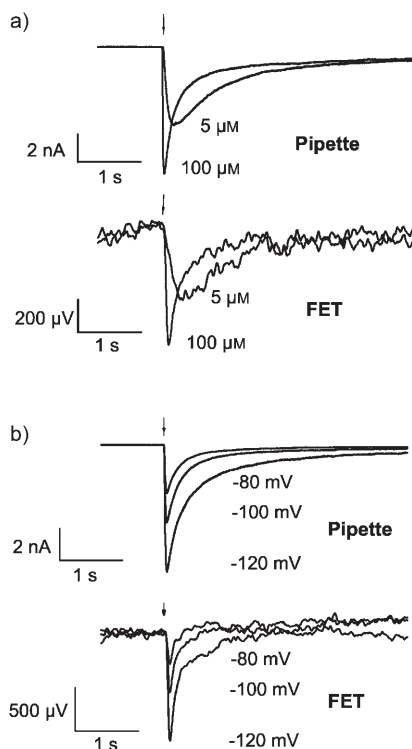 a)
5 µM
Pipette
2 nA
100 µM
1 s
5 µM
FET
200 µV
100 µM
1 s
b)
-80 mV
-100 mV
Pipette
2 nA
-120 mV
1 s
-80 mV
-100 mV
FET
500 µV
-120 mV
1 s